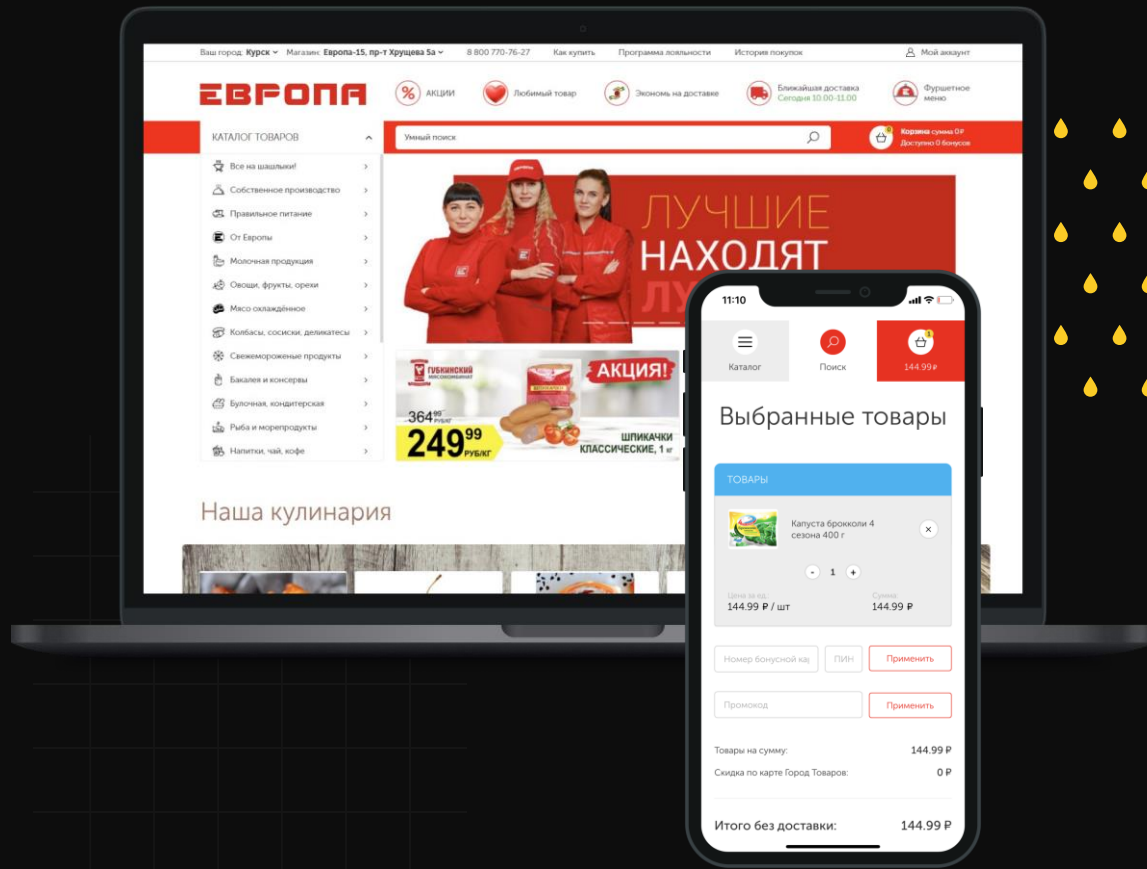 Ваш город: Курск Магазин: Европа-15, пр-т Хрущева 5а 8 800 770-76-27 Как купить Программа лояльности История покупок Мой аккаунт
ЕВРОПА
% АКЦИИ
Любимый товар
Экономь на доставке
Ближайшая доставка
Сегодня 10.00-11.00
Фуршетное
меню
КАТАЛОГ ТОВАРОВ
Умный поиск
0
Корзина сумма 0₽
Доступно 0 бонусов
Все на шашлыки!
Собственное производство
Правильное питание
От Европы
Молочная продукция
Овощи, фрукты, орехи
Мясо охлаждённое
Колбасы, сосиски, деликатесы
Свежемороженые продукты
Бакалея и консервы
Булочная, кондитерская
Рыба и морепродукты
Напитки, чай, кофе
ЛУЧШИЕ
НАХОДЯТ
ЛУ
ГУБКИНСКИЙ
МЯСОКОМБИНАТ
АКЦИЯ!
364⁹⁹ РУБ/КГ
249⁹⁹ РУБ/КГ
ШПИКАЧКИ
КЛАССИЧЕСКИЕ, 1 кг
Наша кулинария
11:10
Каталог
Поиск
1
144.99₽
Выбранные товары
ТОВАРЫ
Капуста брокколи 4
сезона 400 г
×
- 1 +
Цена за ед.:
144.99 ₽ / шт
Сумма:
144.99 ₽
Номер бонусной ка
ПИН
Применить
Промокод
Применить
Товары на сумму: 144.99 ₽
Скидка по карте Город Товаров: 0 ₽
Итого без доставки: 144.99 ₽